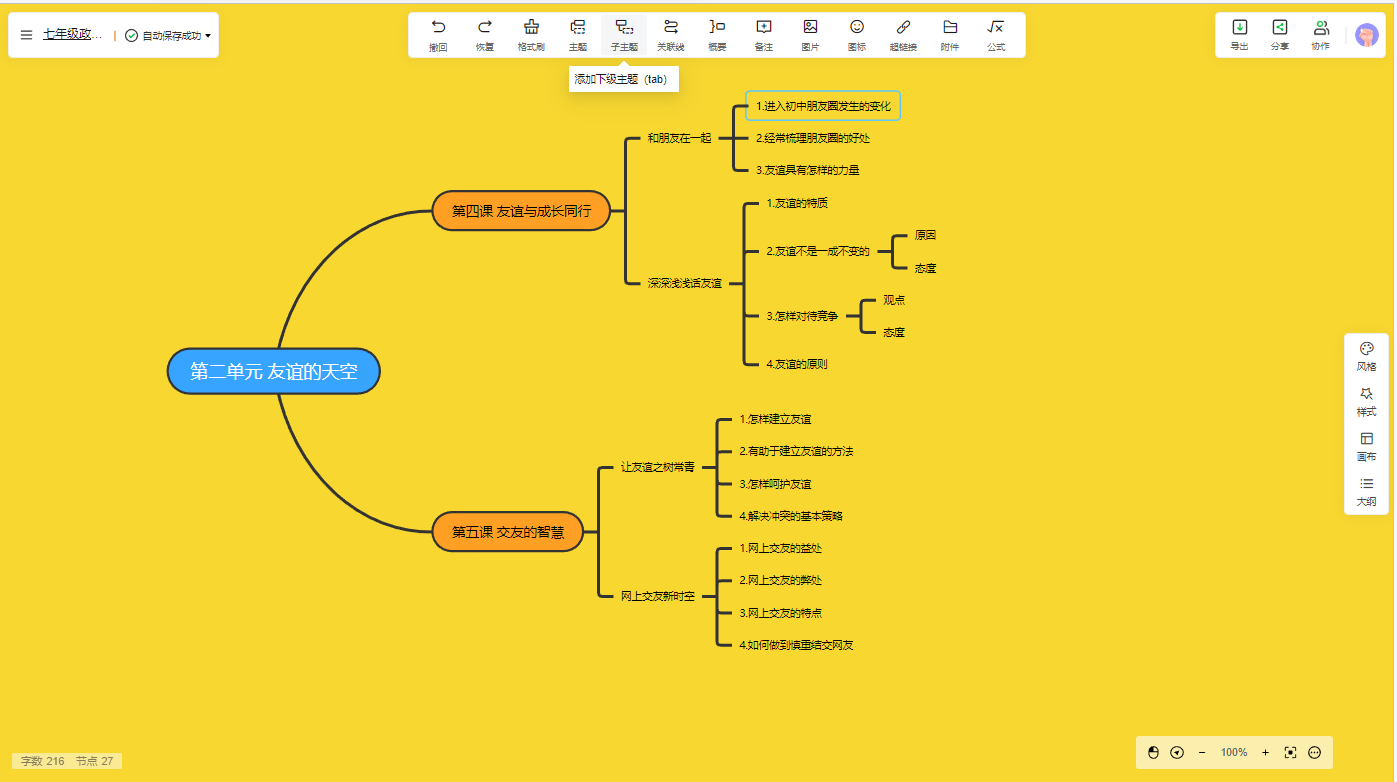 七年级政...
自动保存成功
撤回
恢复
格式刷
主题
子主题
关联线
概要
备注
图片
图标
超链接
附件
公式
导出
分享
协作
添加下级主题（tab）
第二单元 友谊的天空
第四课 友谊与成长同行
和朋友在一起
1.进入初中朋友圈发生的变化
2.经常梳理朋友圈的好处
3.友谊具有怎样的力量
深深浅浅话友谊
1.友谊的特质
2.友谊不是一成不变的
原因
态度
3.怎样对待竞争
观点
态度
4.友谊的原则
第五课 交友的智慧
让友谊之树常青
1.怎样建立友谊
2.有助于建立友谊的方法
3.怎样呵护友谊
4.解决冲突的基本策略
网上交友新时空
1.网上交友的益处
2.网上交友的弊处
3.网上交友的特点
4.如何做到慎重结交网友
风格
样式
画布
大纲
字数 216 节点 27
100%